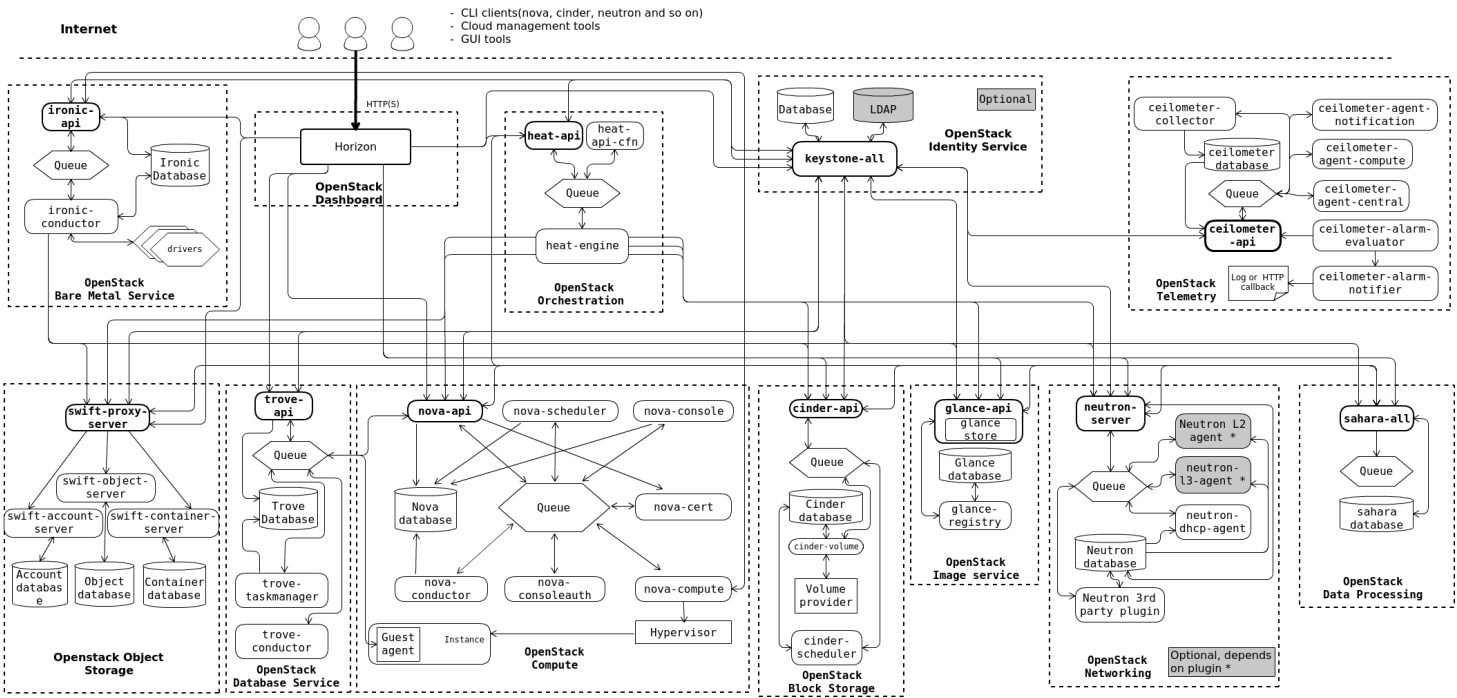 Internet
- CLI clients(nova, cinder, neutron and so on)
- Cloud management tools
- GUI tools
HTTP(S)
ironic-
api
Queue
Ironic
Database
ironic-
conductor
drivers
OpenStack
Bare Metal Service
Horizon
OpenStack
Dashboard
heat-api
heat-
api-cfn
Queue
heat-engine
OpenStack
Orchestration
Database
LDAP
Optional
OpenStack
Identity Service
keystone-all
ceilometer-
collector
ceilometer-agent-
notification
ceilometer
database
ceilometer-
agent-compute
Queue
ceilometer-
agent-central
ceilometer
-api
ceilometer-alarm-
evaluator
Log or HTTP
callback
ceilometer-alarm-
notifier
OpenStack
Telemetry
swift-proxy-
server
swift-object-
server
swift-account-
server
swift-container-
server
Account
databas
e
Object
database
Container
database
Openstack Object
Storage
trove-
api
Queue
Trove
Database
trove-
taskmanager
trove-
conductor
OpenStack
Database Service
nova-api
nova-scheduler
nova-console
Nova
database
Queue
nova-cert
nova-
conductor
nova-
consoleauth
nova-compute
Guest
agent
Instance
Hypervisor
OpenStack
Compute
cinder-api
Queue
Cinder
database
cinder-volume
Volume
provider
cinder-
scheduler
OpenStack
Block Storage
glance-api
glance
store
Glance
database
glance-
registry
OpenStack
Image service
neutron-
server
Neutron L2
agent *
Queue
neutron-
l3-agent *
neutron-
dhcp-agent
Neutron
database
Neutron 3rd
party plugin
OpenStack
Networking
Optional, depends
on plugin *
sahara-all
Queue
sahara
database
OpenStack
Data Processing